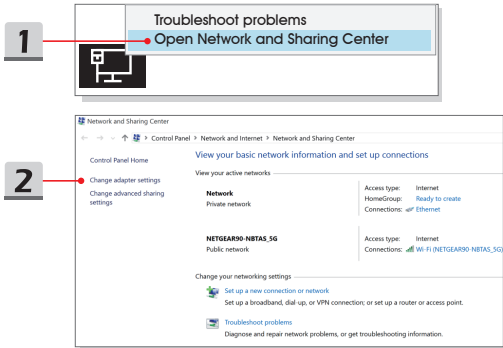 1
Troubleshoot problems
Open Network and Sharing Center
2
Network and Sharing Center
Control Panel > Network and Internet > Network and Sharing Center
Control Panel Home
Change adapter settings
Change advanced sharing
settings
View your basic network information and set up connections
View your active networks
Network
Private network
Access type: Internet
HomeGroup: Ready to create
Connections: Ethernet
NETGEAR90-NBTAS_5G
Public network
Access type: Internet
Connections: Wi-Fi (NETGEAR90-NBTAS_5G)
Change your networking settings
Set up a new connection or network
Set up a broadband, dial-up, or VPN connection; or set up a router or access point.
Troubleshoot problems
Diagnose and repair network problems, or get troubleshooting information.